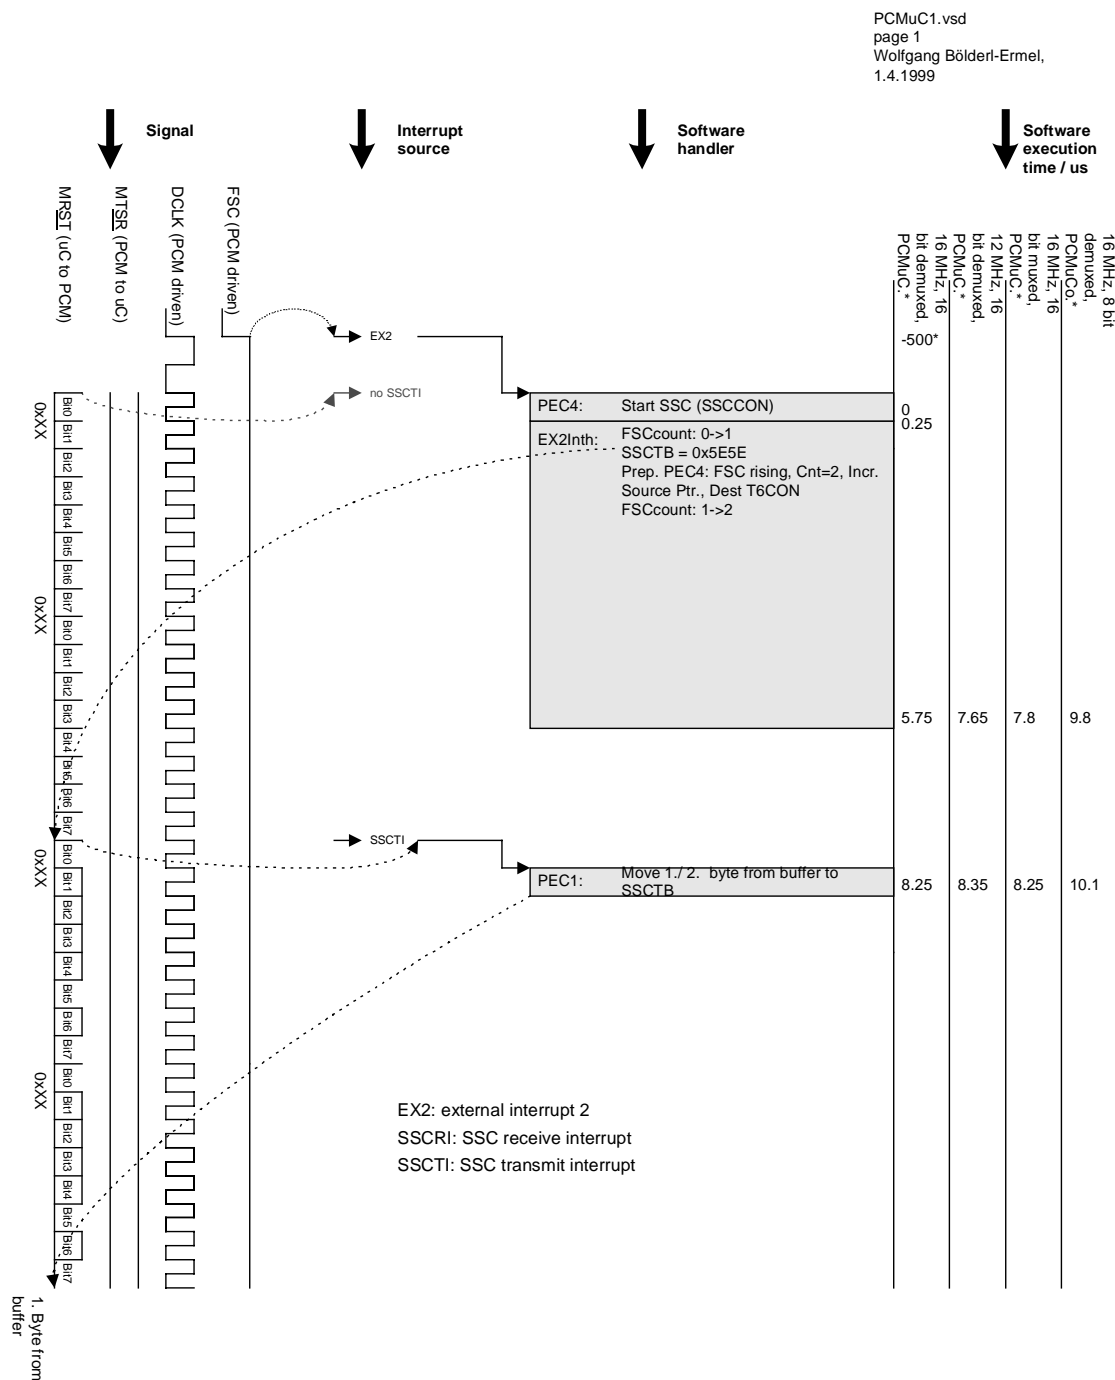 PCMuC1.vsd
page 1
Wolfgang Bölderl-Ermel,
1.4.1999
Signal
Interrupt
source
Software
handler
Software
execution
time / us
MRST (uC to PCM)
MTSR (PCM to uC)
DCLK (PCM driven)
FSC (PCM driven)
16 MHz, 16
bit demuxed,
PCMuC.*
12 MHz, 16
bit demuxed,
PCMuC.*
16 MHz, 16
bit muxed,
PCMuC.*
16 MHz, 8 bit
demuxed,
PCMuCo.*
-500*
EX2
no SSCTI
PEC4: Start SSC (SSCCON)
0
0.25
EX2Inth: FSCcount: 0->1
SSCTB = 0x5E5E
Prep. PEC4: FSC rising, Cnt=2, Incr.
Source Ptr., Dest T6CON
FSCcount: 1->2
5.75 7.65 7.8 9.8
SSCTI
PEC1: Move 1./ 2. byte from buffer to
SSCTB
8.25 8.35 8.25 10.1
Bit0
Bit1
Bit2
Bit3
Bit4
Bit5
Bit6
Bit7
Bit0
Bit1
Bit2
Bit3
Bit4
Bit5
Bit6
Bit7
Bit0
Bit1
Bit2
Bit3
Bit4
Bit5
Bit6
Bit7
Bit0
Bit1
Bit2
Bit3
Bit4
Bit5
Bit6
Bit7
0xXX
0xXX
0xXX
0xXX
EX2: external interrupt 2
SSCRI: SSC receive interrupt
SSCTI: SSC transmit interrupt
1. Byte from
buffer